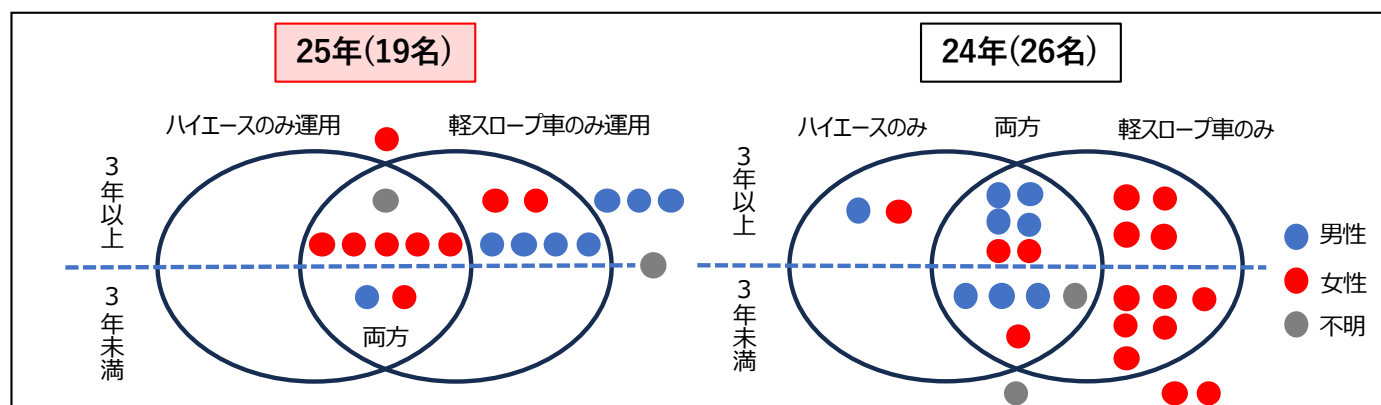 25年(19名)
ハイエースのみ運用
軽スロープ車のみ運用
3年以上
3年未満
両方
24年(26名)
ハイエースのみ
両方
軽スロープ車のみ
3年以上
3年未満
男性
女性
不明